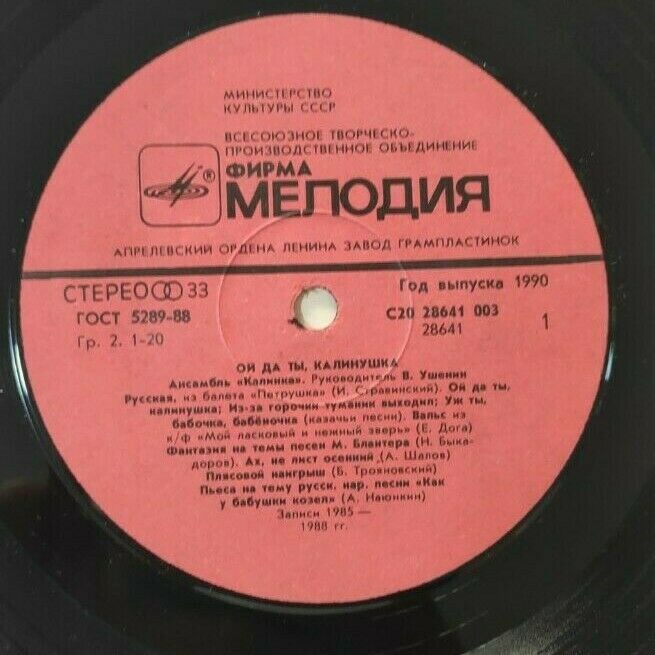 МИНИСТЕРСТВО
КУЛЬТУРЫ СССР
ВСЕСОЮЗНОЕ ТВОРЧЕСКО-
ПРОИЗВОДСТВЕННОЕ ОБЪЕДИНЕНИЕ
®
ФИРМА
МЕЛОДИЯ
АПРЕЛЕВСКИЙ ОРДЕНА ЛЕНИНА ЗАВОД ГРАМПЛАСТИНОК
СТЕРЕО 33
Год выпуска 1990
ГОСТ 5289-88
С20 28641 003
Гр. 2. 1-20
28641
1
ОЙ ДА ТЫ, КАЛИНУШКА
Ансамбль «Калинка». Руководитель В. Ушенин
Русская, из балета «Петрушка» (И. Стравинский). Ой да ты,
калинушка; Из-за горочки туманик выходил; Уж ты,
бабочка, бабёночка (казачьи песни). Вальс из
к/ф «Мой ласковый и нежный зверь» (Е. Дога)
Фантазия на темы песен М. Блантера (Н. Быка-
доров). Ах, не лист осенний (А. Шалов)
Плясовой наигрыш (Б. Трояновский)
Пьеса на тему русск. нар. песни «Как
у бабушки козел» (А. Наюнкин)
Записи 1985—
1988 гг.